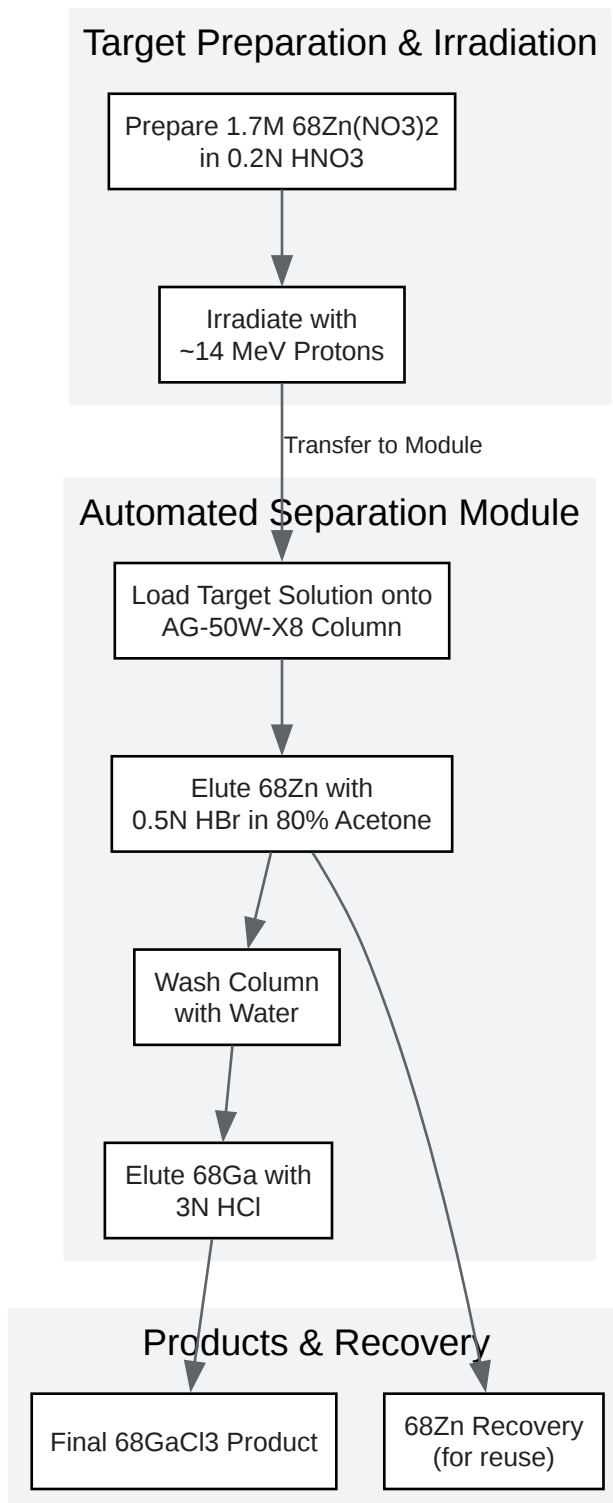 Target Preparation & Irradiation
Prepare 1.7M 68Zn(NO3)2
in 0.2N HNO3
Irradiate with
~14 MeV Protons
Transfer to Module
Automated Separation Module
Load Target Solution onto
AG-50W-X8 Column
Elute 68Zn with
0.5N HBr in 80% Acetone
Wash Column
with Water
Elute 68Ga with
3N HCl
Products & Recovery
Final 68GaCl3 Product
68Zn Recovery
(for reuse)